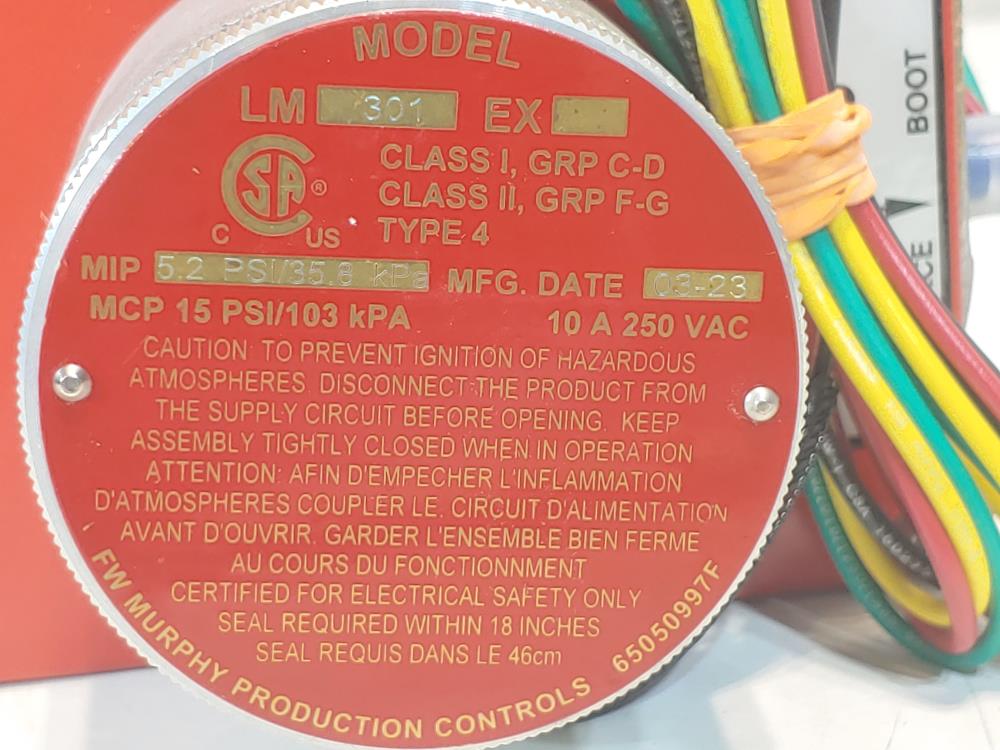 MODEL
LM 301 EX
CSA ®
C US
CLASS I, GRP C-D
CLASS II, GRP F-G
TYPE 4
MIP 5.2 PSI/35.8 kPa MFG. DATE 03-23
MCP 15 PSI/103 kPA 10 A 250 VAC
CAUTION: TO PREVENT IGNITION OF HAZARDOUS
ATMOSPHERES. DISCONNECT THE PRODUCT FROM
THE SUPPLY CIRCUIT BEFORE OPENING. KEEP
ASSEMBLY TIGHTLY CLOSED WHEN IN OPERATION
ATTENTION: AFIN D'EMPECHER L'INFLAMMATION
D'ATMOSPHERES COUPLER LE. CIRCUIT D'ALIMENTATION
AVANT D'OUVRIR. GARDER L'ENSEMBLE BIEN FERME
AU COURS DU FONCTIONNMENT
CERTIFIED FOR ELECTRICAL SAFETY ONLY
SEAL REQUIRED WITHIN 18 INCHES
SEAL REQUIS DANS LE 46cm
FW MURPHY PRODUCTION CONTROLS 65050997F
BOOT